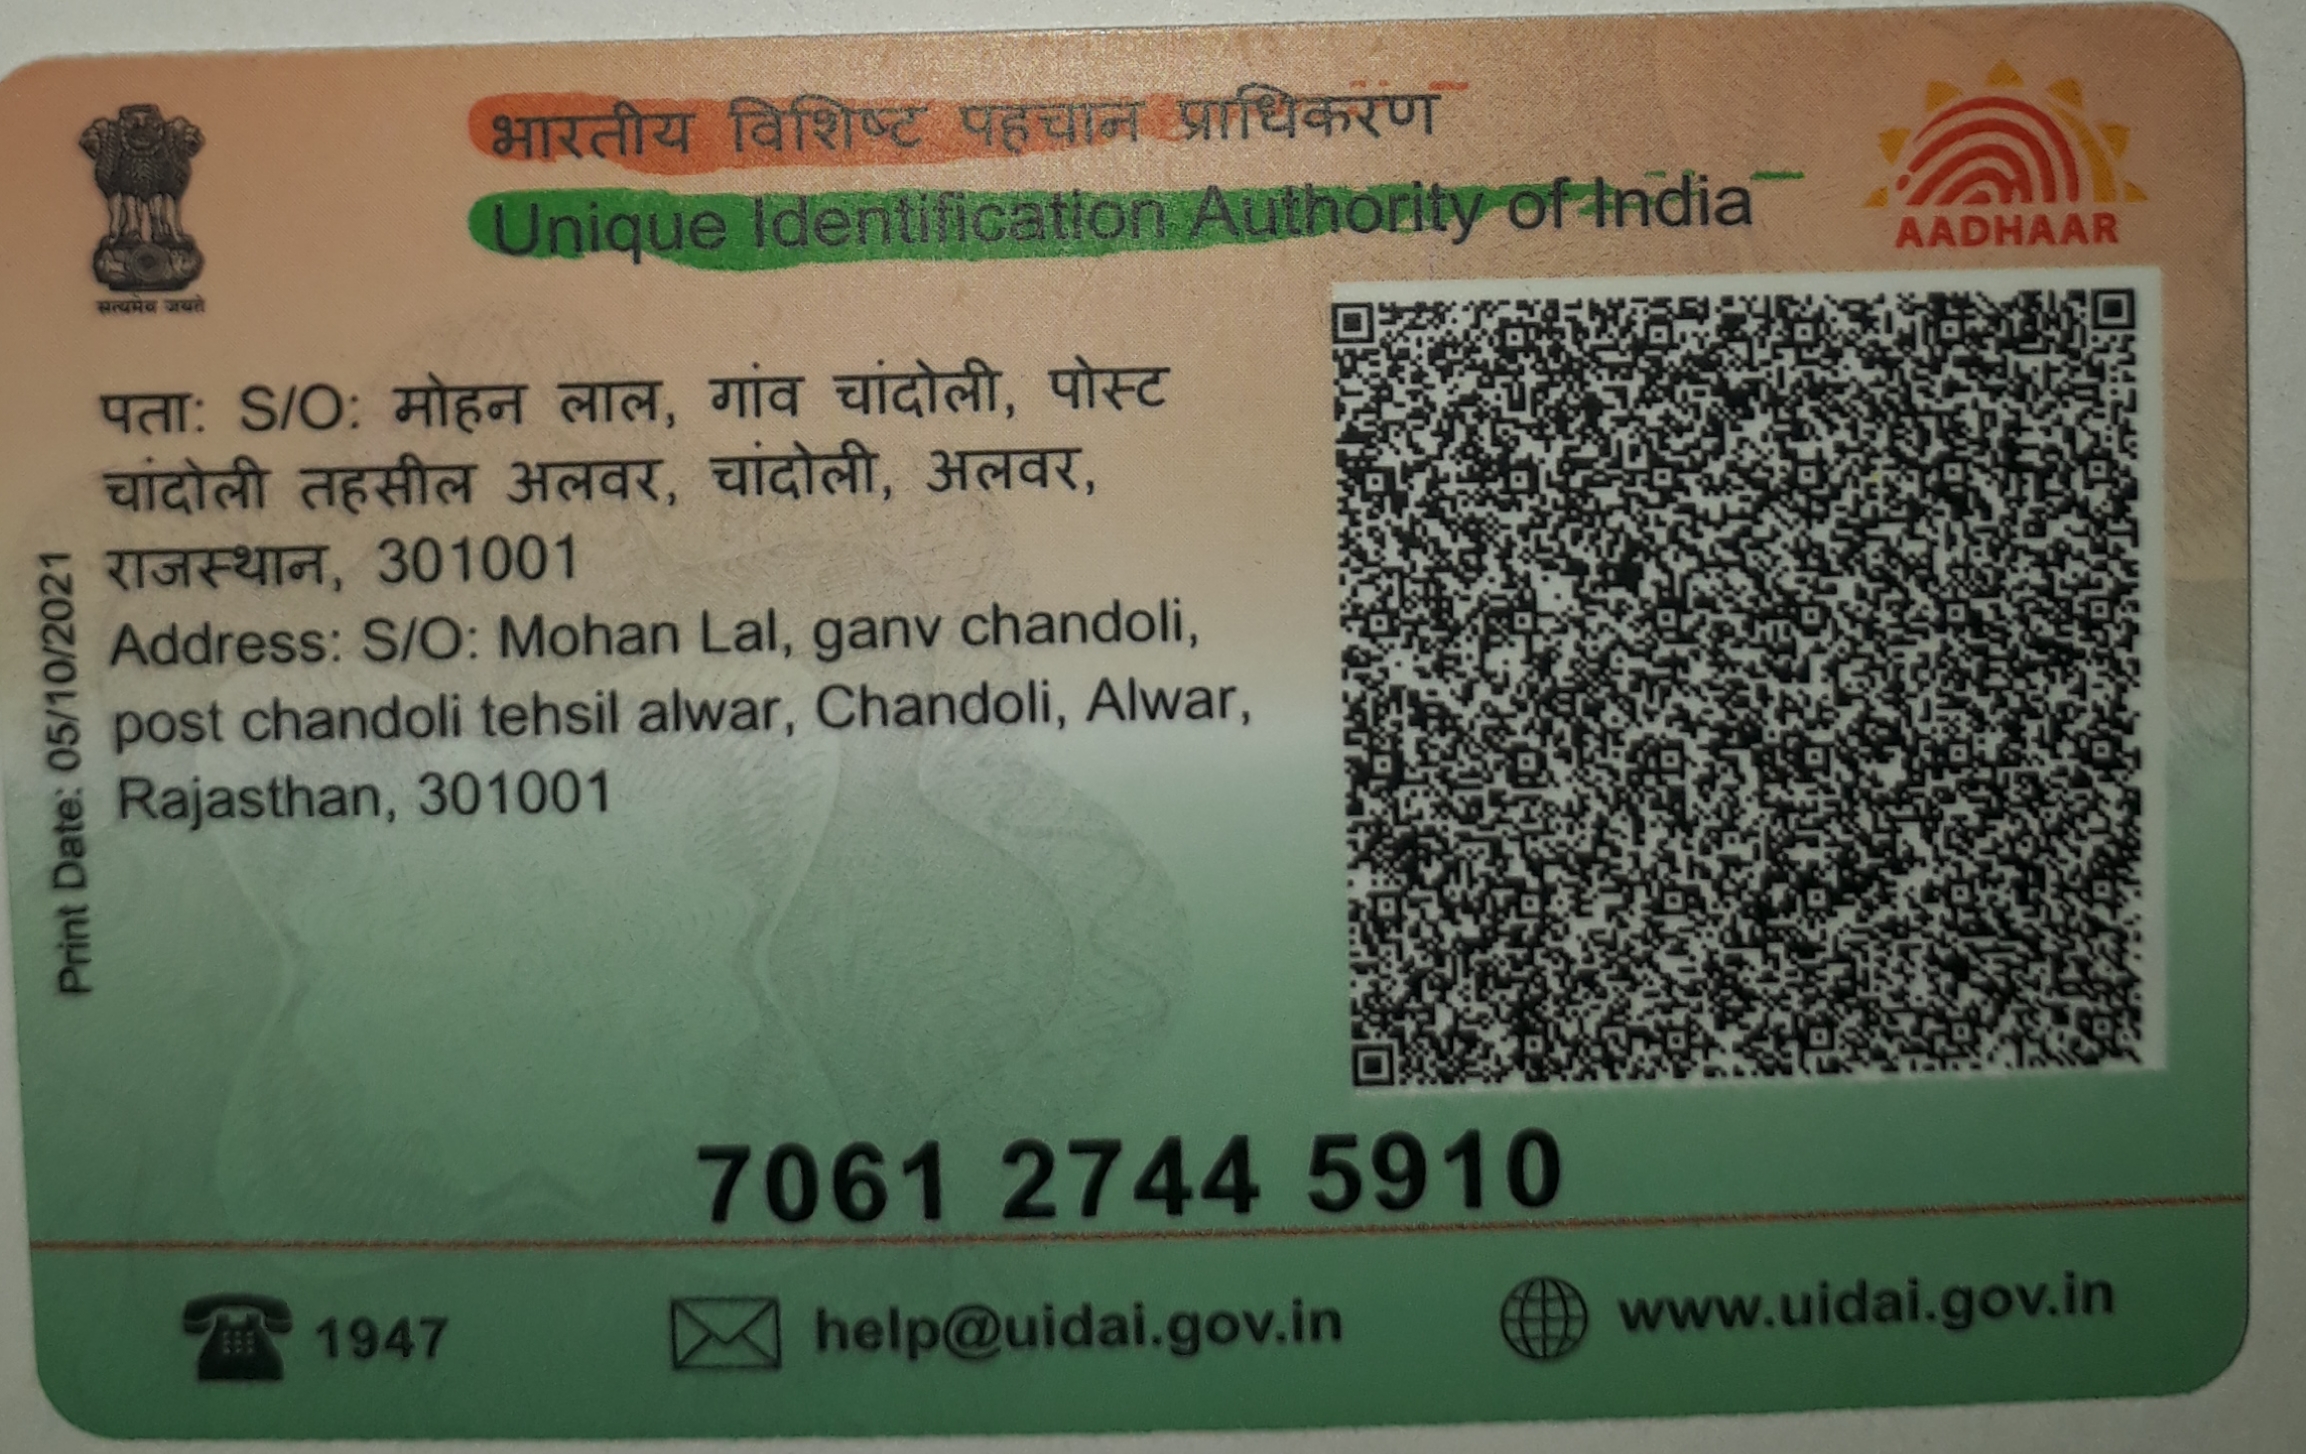 भारतीय विशिष्ट पहचान प्राधिकरण
Unique Identification Authority of India
AADHAAR
सत्यमेव जयते
पता: S/O: मोहन लाल, गांव चांदोली, पोस्ट
चांदोली तहसील अलवर, चांदोली, अलवर,
राजस्थान, 301001
Address: S/O: Mohan Lal, ganv chandoli,
post chandoli tehsil alwar, Chandoli, Alwar,
Rajasthan, 301001
Print Date: 05/10/2021
7061 2744 5910
1947
help@uidai.gov.in
www.uidai.gov.in